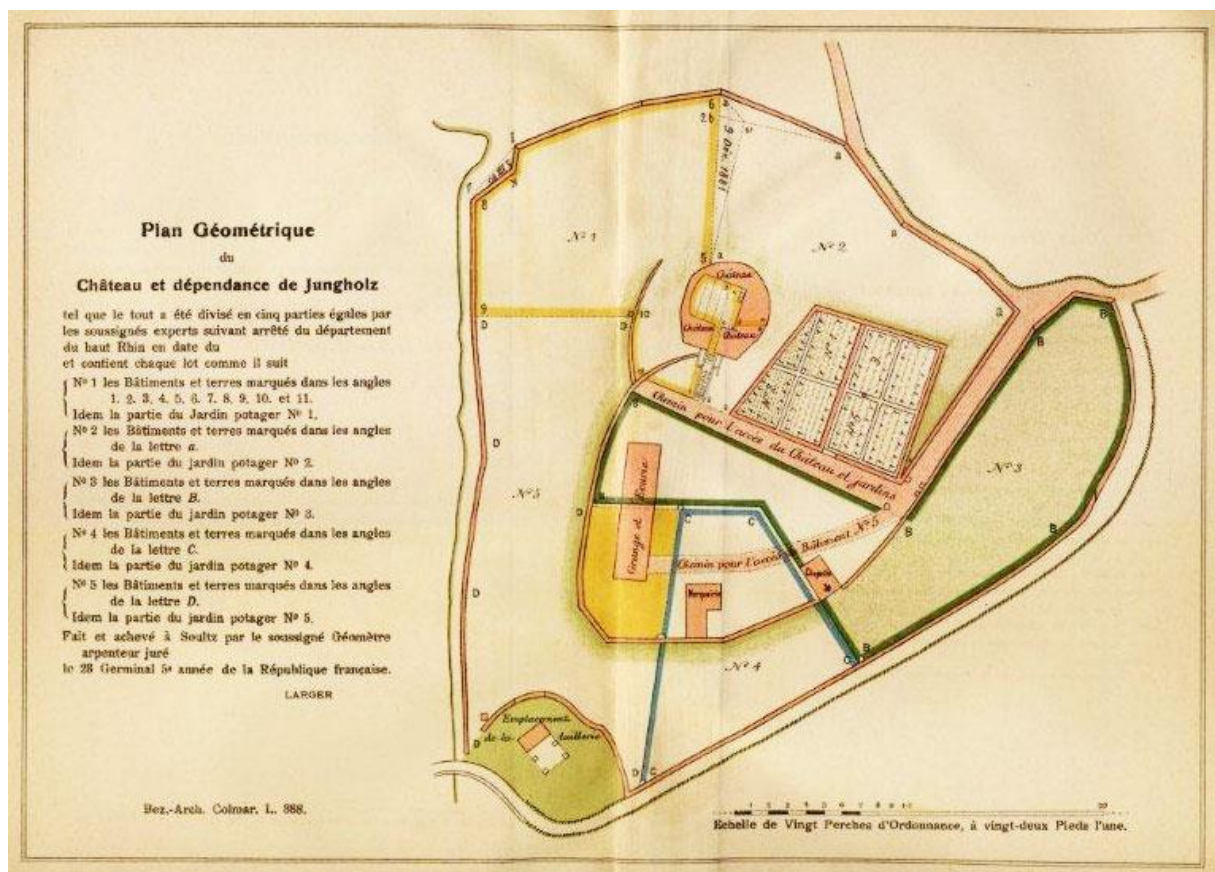 Plan Géométrique
du
Château et dépendance de Jungholz
tel que le tout a été divisé en cinq parties égales par
les soussignés experts suivant arrêté du département
du haut Rhin en date du
et contient chaque lot comme il suit
Nº 1 les Bâtiments et terres marqués dans les angles
1. 2. 3. 4. 5. 6. 7. 8. 9. 10. et 11.
Idem la partie du Jardin potager Nº 1.
Nº 2 les Bâtiments et terres marqués dans les angles
de la lettre a.
Idem la partie du jardin potager Nº 2.
Nº 3 les Bâtiments et terres marqués dans les angles
de la lettre B.
Idem la partie du jardin potager Nº 3.
Nº 4 les Bâtiments et terres marqués dans les angles
de la lettre C.
Idem la partie du jardin potager Nº 4.
Nº 5 les Bâtiments et terres marqués dans les angles
de la lettre D.
Idem la partie du jardin potager Nº 5.
Fait et achevé à Soultz par le soussigné Géomètre
arpenteur juré
le 28 Germinal 5e année de la République française.
LARGER
Bez.-Arch. Colmar. L. 868.
Nº 1
Nº 2
9 Déc. 1881
Château
Château
Château
Chemin pour l'accès du Château et jardins
Nº 3
Nº 5
Grange et Écurie
Chemin pour l'accès
Bâtiment Nº 5
Chapelle
Nº 4
Emplacement
de la
tuillerie
Echelle de Vingt Perches d'Ordonnance, à vingt-deux Pieds l'une.